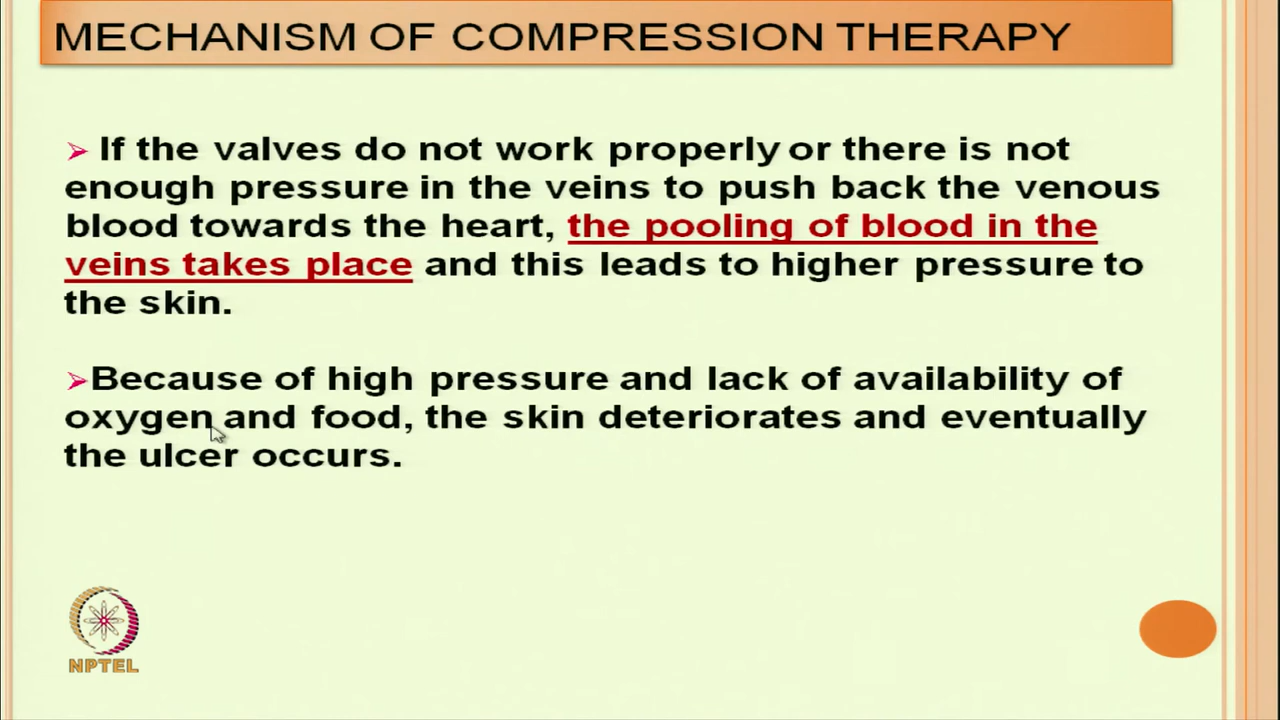 MECHANISM OF COMPRESSION THERAPY
➢ If the valves do not work properly or there is not
enough pressure in the veins to push back the venous
blood towards the heart, the pooling of blood in the
veins takes place and this leads to higher pressure to
the skin.
➢Because of high pressure and lack of availability of
oxygen and food, the skin deteriorates and eventually
the ulcer occurs.
NPTEL